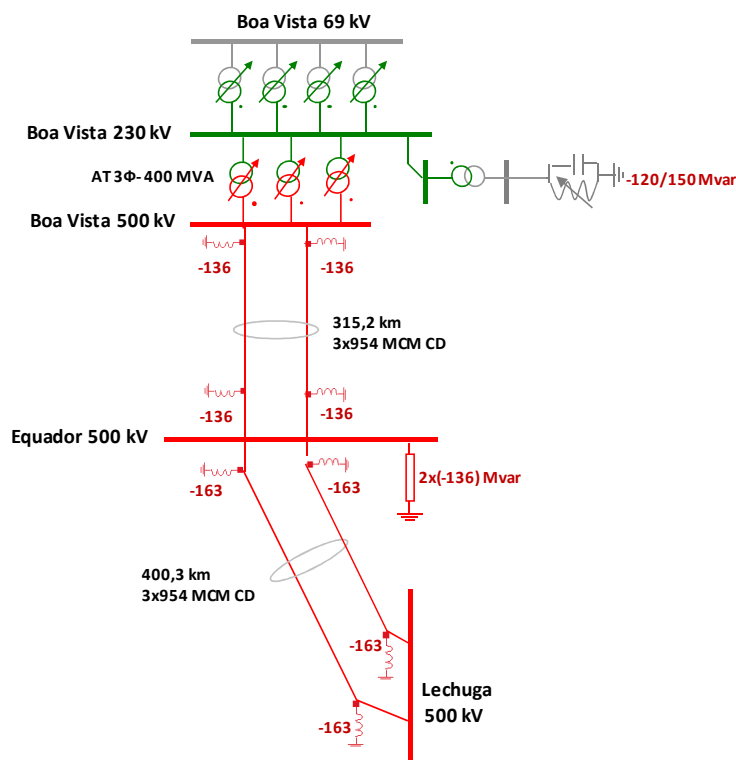 Boa Vista 69 kV
Boa Vista 230 kV
AT 3Φ- 400 MVA
-120/150 Mvar
Boa Vista 500 kV
-136
-136
315,2 km
3x954 MCM CD
-136
-136
Equador 500 kV
-163
-163
2x(-136) Mvar
400,3 km
3x954 MCM CD
-163
Lechuga
500 kV
-163